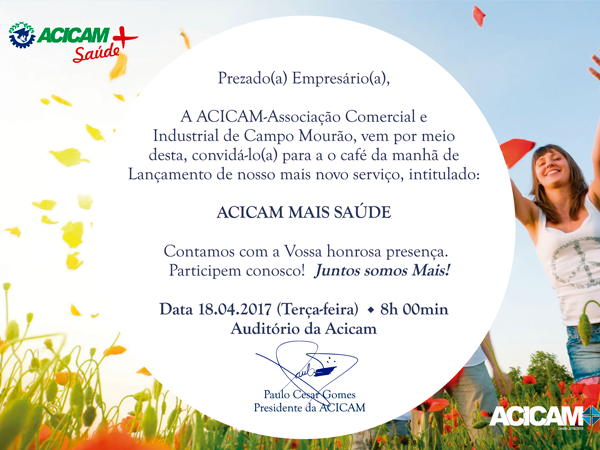 ACICAM
Saúde
Prezado(a) Empresário(a),
A ACICAM-Associação Comercial e
Industrial de Campo Mourão, vem por meio
desta, convidá-lo(a) para a o café da manhã de
Lançamento de nosso mais novo serviço, intitulado:
ACICAM MAIS SAÚDE
Contamos com a Vossa honrosa presença.
Participem conosco! Juntos somos Mais!
Data 18.04.2017 (Terça-feira) ◆ 8h 00min
Auditório da Acicam
Paulo Cesar Gomes
Presidente da ACICAM
ACICAM